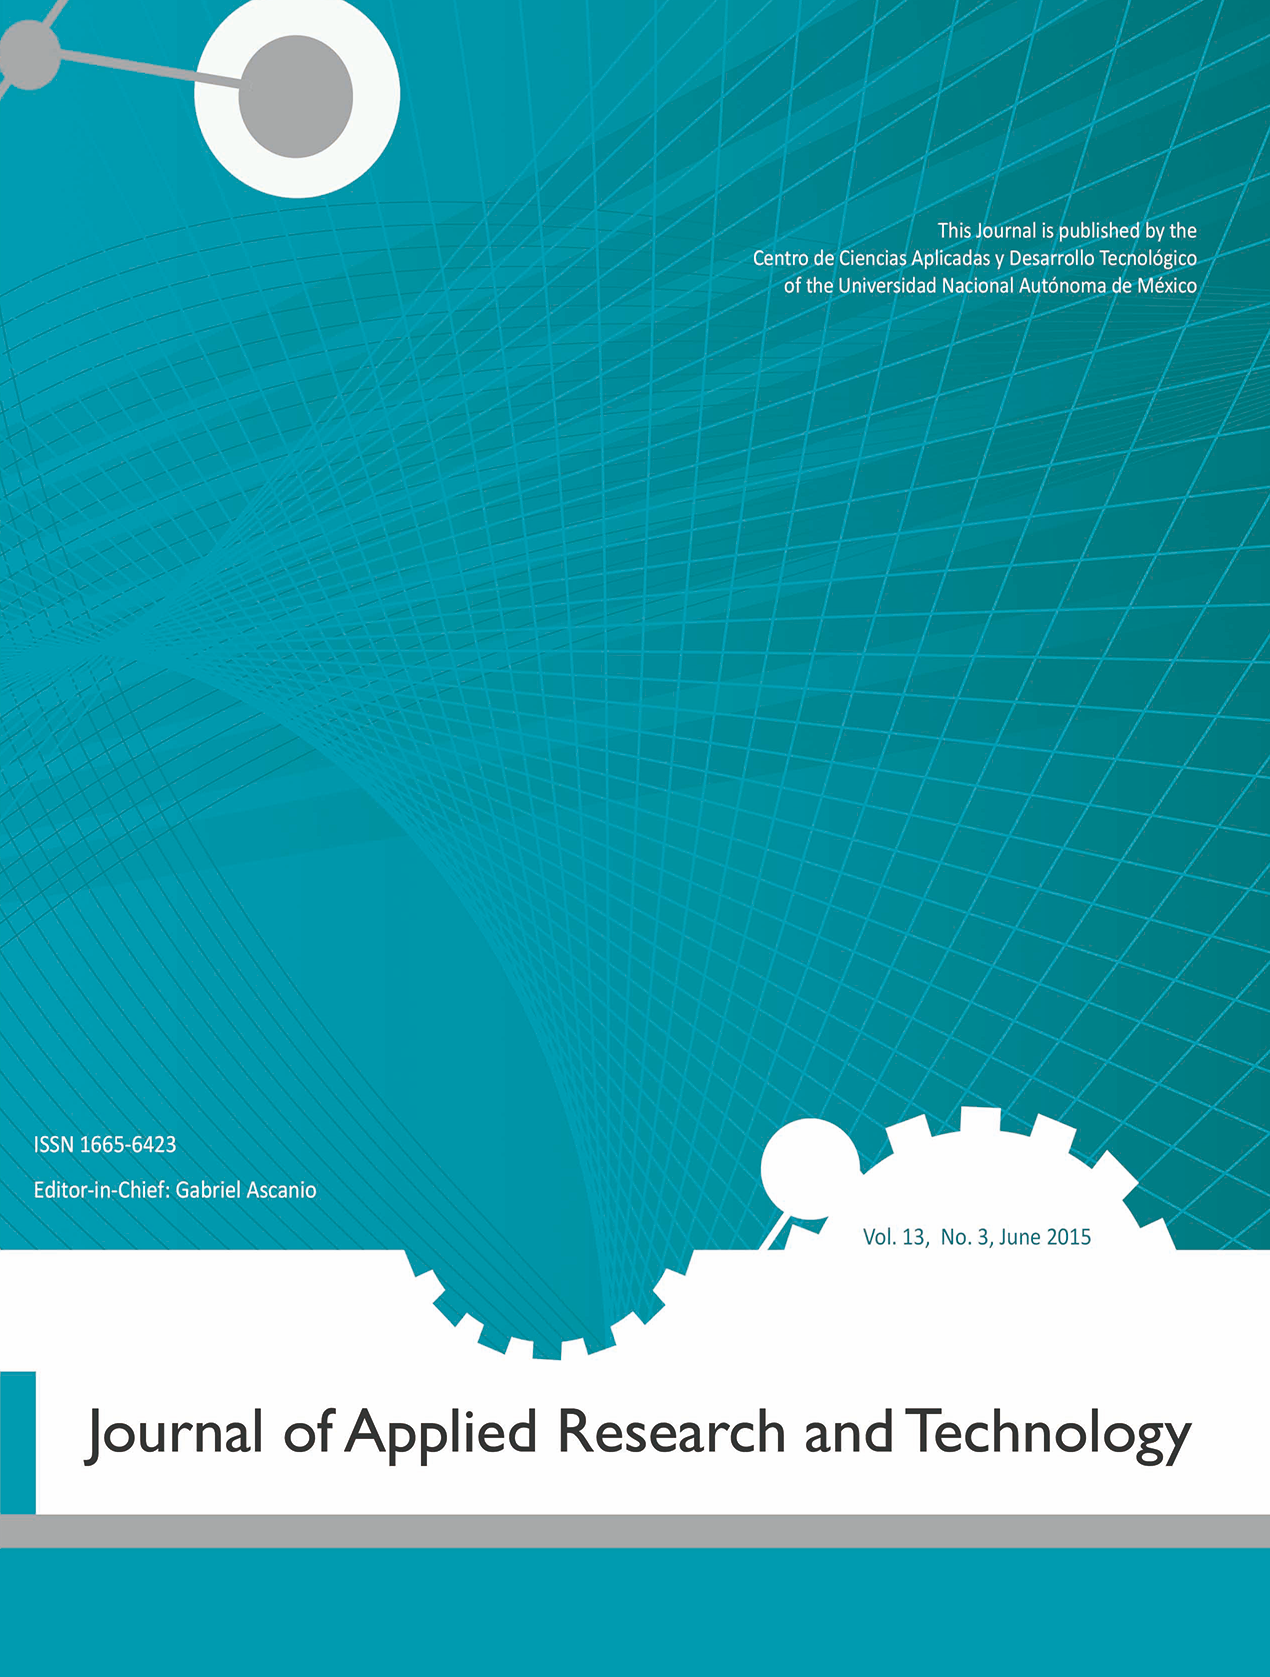 This Journal is published by the
Centro de Ciencias Aplicadas y Desarrollo Tecnológico
of the Universidad Nacional Autónoma de México
ISSN 1665-6423
Editor-in-Chief: Gabriel Ascanio
Vol. 13, No. 3, June 2015
Journal of Applied Research and Technology